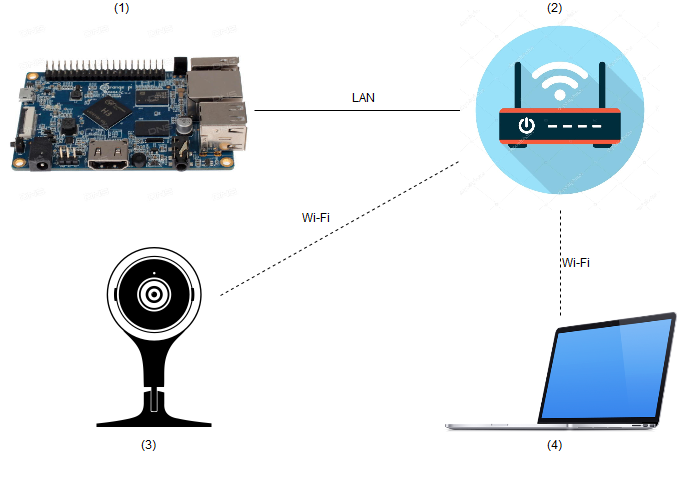 (1)
(2)
LAN
Wi-Fi
Wi-Fi
(3)
(4)